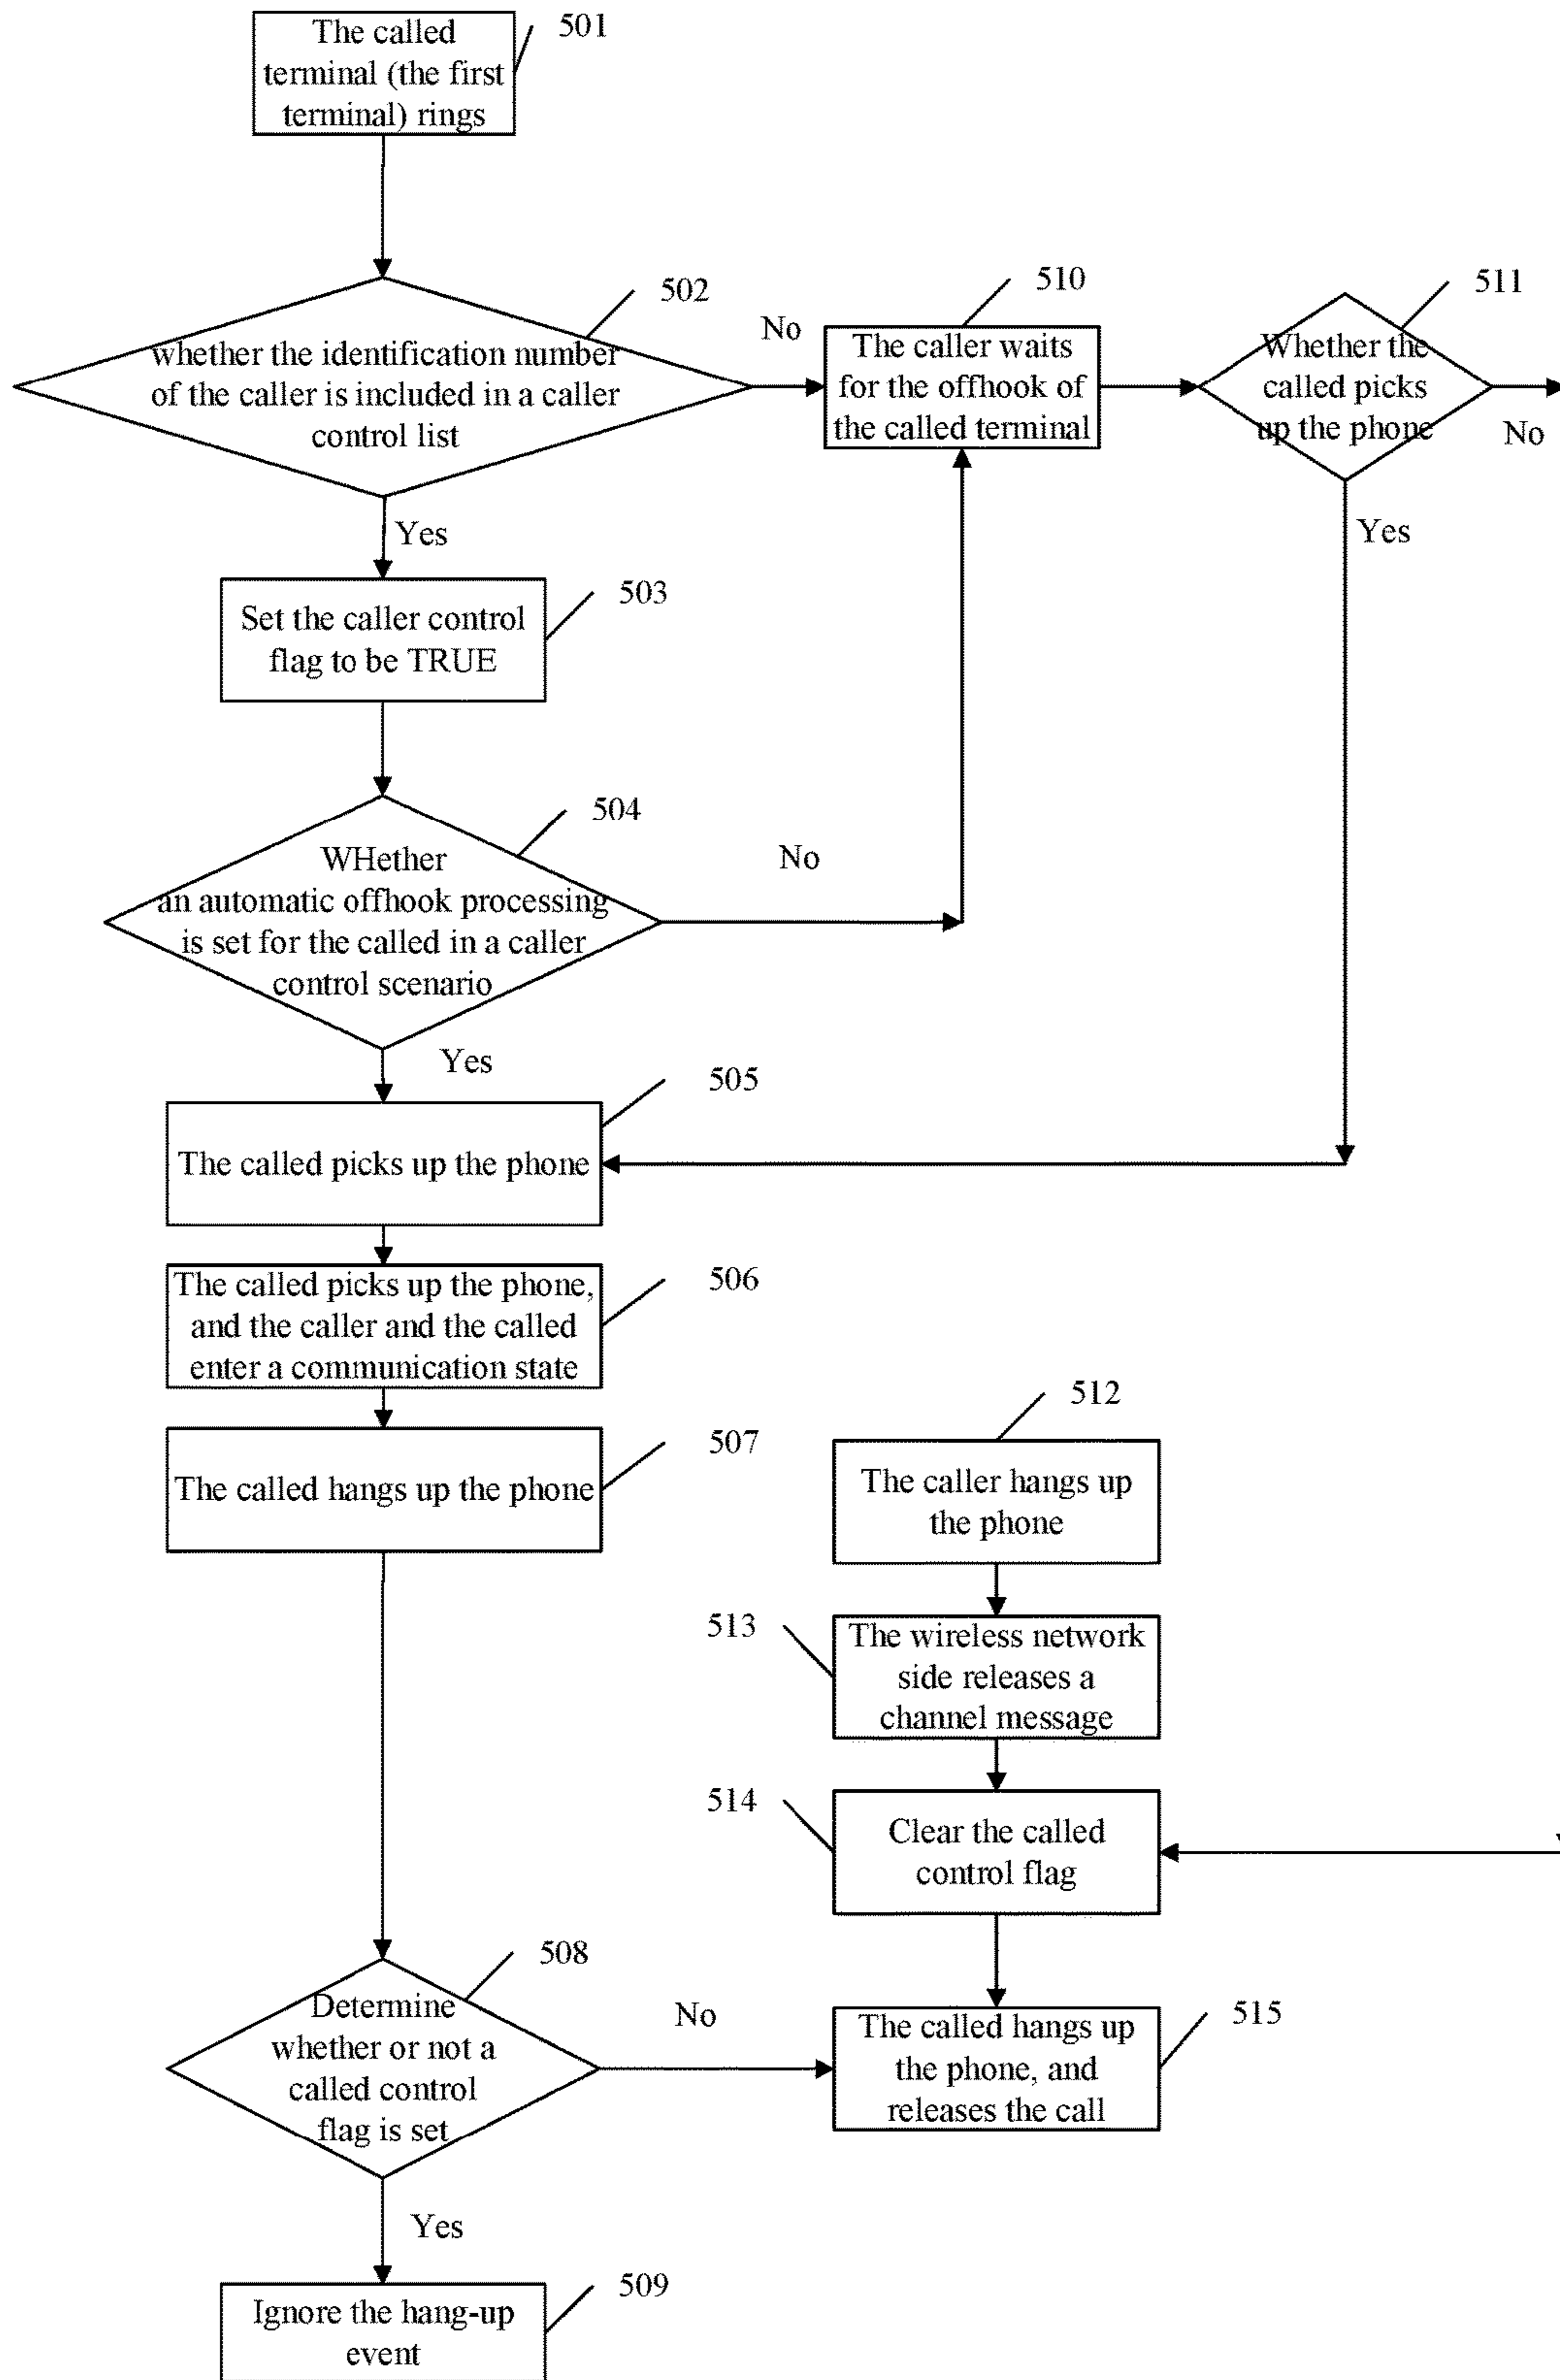 The called
terminal (the first
terminal) rings
501
whether the identification number
of the caller is included in a caller
control list
502
No
The caller waits
for the offhook of
the called terminal
510
Whether the
called picks
up the phone
511
No
Yes
Yes
Set the caller control
flag to be TRUE
503
WHether
an automatic offhook processing
is set for the called in a caller
control scenario
504
No
Yes
The called picks up the phone
505
The called picks up the phone,
and the caller and the called
enter a communication state
506
The called hangs up the phone
507
512
The caller hangs up
the phone
513
The wireless network
side releases a
channel message
514
Clear the called
control flag
Determine
whether or not a
called control
flag is set
508
No
The called hangs up
the phone, and
releases the call
515
Yes
Ignore the hang-up
event
509